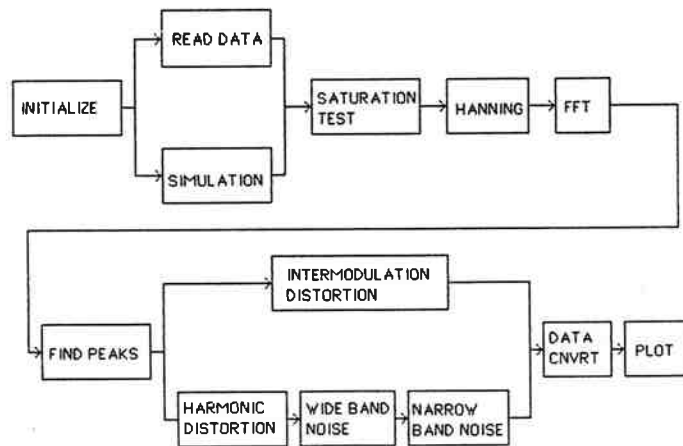 READ DATA
INITIALIZE
SATURATION
TEST
HANNING
FFT
SIMULATION
INTERMODULATION
DISTORTION
FIND PEAKS
DATA
CNVRT
PLOT
HARMONIC
DISTORTION
WIDE BAND
NOISE
NARROW
BAND NOISE